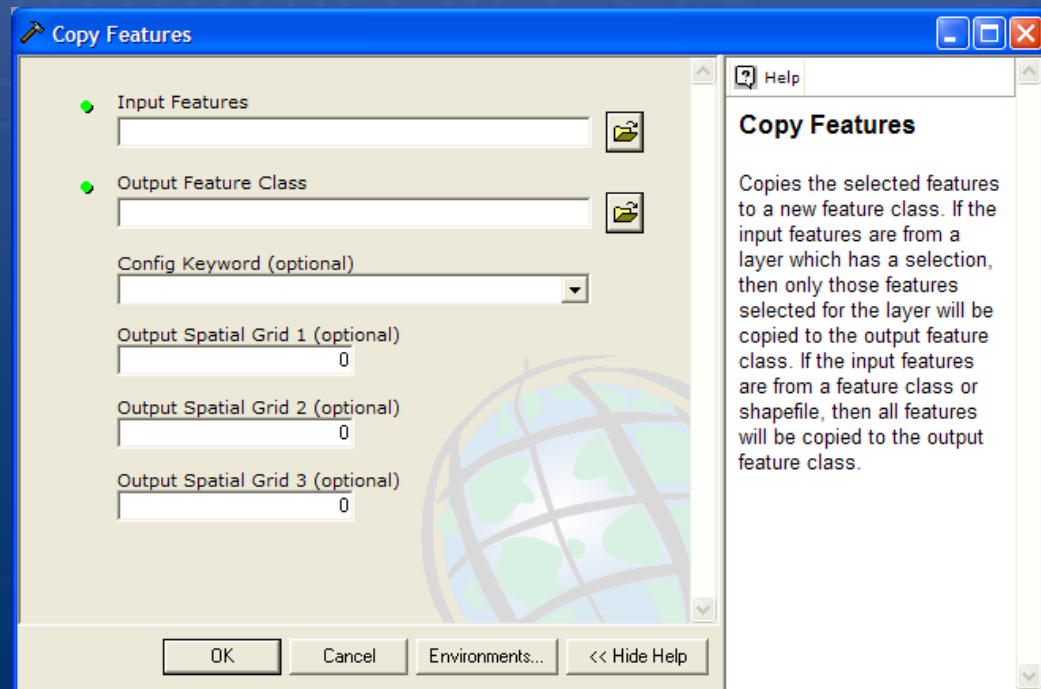 Copy Features
Input Features
Output Feature Class
Config Keyword (optional)
Output Spatial Grid 1 (optional)
0
Output Spatial Grid 2 (optional)
0
Output Spatial Grid 3 (optional)
0
OK
Cancel
Environments...
<< Hide Help
Help
Copy Features
Copies the selected features
to a new feature class. If the
input features are from a
layer which has a selection,
then only those features
selected for the layer will be
copied to the output feature
class. If the input features
are from a feature class or
shapefile, then all features
will be copied to the output
feature class.